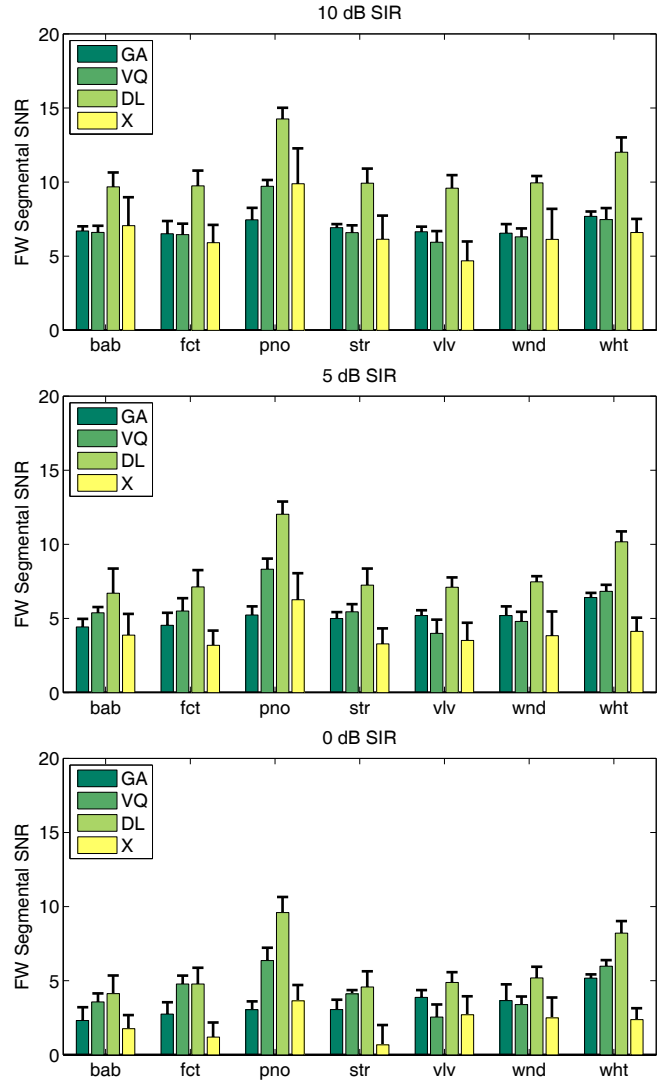 10 dB SIR
FW Segmental SNR
20
15
10
5
0
GA
VQ
DL
X
bab fct pno str vlv wnd wht
5 dB SIR
FW Segmental SNR
20
15
10
5
0
GA
VQ
DL
X
bab fct pno str vlv wnd wht
0 dB SIR
FW Segmental SNR
20
15
10
5
0
GA
VQ
DL
X
bab fct pno str vlv wnd wht